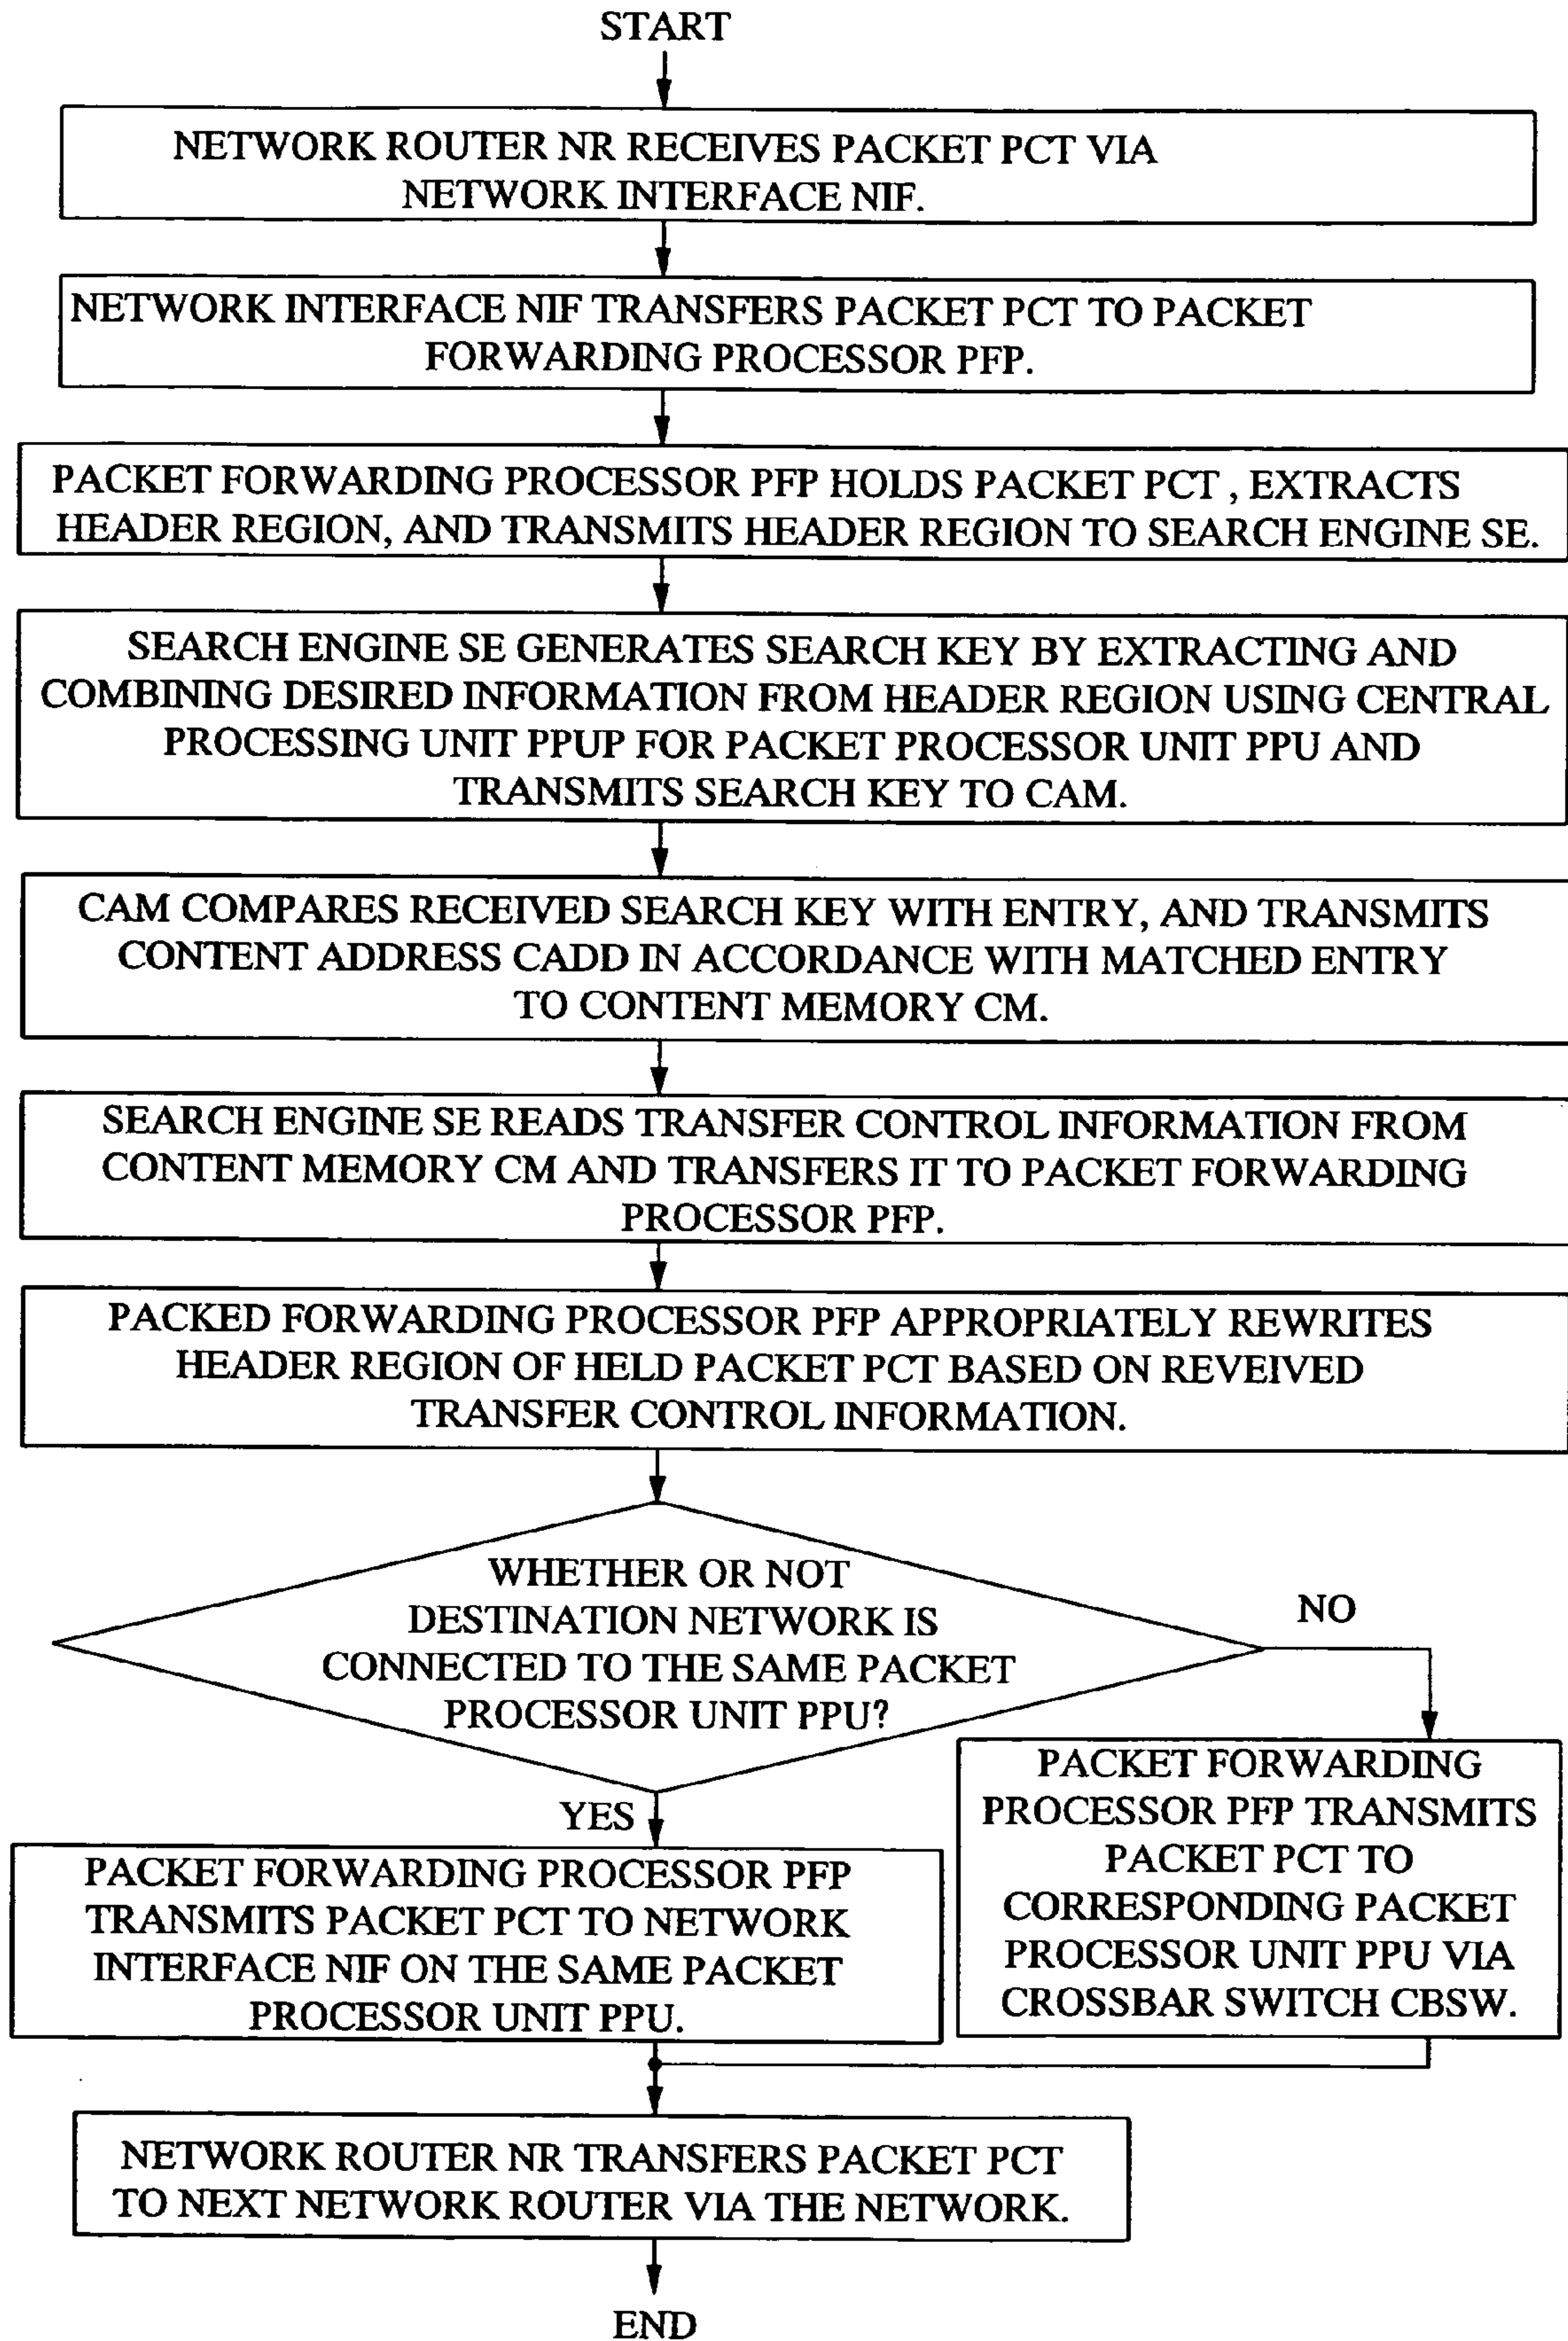 START
NETWORK ROUTER NR RECEIVES PACKET PCT VIA
NETWORK INTERFACE NIF.
NETWORK INTERFACE NIF TRANSFERS PACKET PCT TO PACKET
FORWARDING PROCESSOR PFP.
PACKET FORWARDING PROCESSOR PFP HOLDS PACKET PCT , EXTRACTS
HEADER REGION, AND TRANSMITS HEADER REGION TO SEARCH ENGINE SE.
SEARCH ENGINE SE GENERATES SEARCH KEY BY EXTRACTING AND
COMBINING DESIRED INFORMATION FROM HEADER REGION USING CENTRAL
PROCESSING UNIT PPUP FOR PACKET PROCESSOR UNIT PPU AND
TRANSMITS SEARCH KEY TO CAM.
CAM COMPARES RECEIVED SEARCH KEY WITH ENTRY, AND TRANSMITS
CONTENT ADDRESS CADD IN ACCORDANCE WITH MATCHED ENTRY
TO CONTENT MEMORY CM.
SEARCH ENGINE SE READS TRANSFER CONTROL INFORMATION FROM
CONTENT MEMORY CM AND TRANSFERS IT TO PACKET FORWARDING
PROCESSOR PFP.
PACKED FORWARDING PROCESSOR PFP APPROPRIATELY REWRITES
HEADER REGION OF HELD PACKET PCT BASED ON REVEIVED
TRANSFER CONTROL INFORMATION.
WHETHER OR NOT
DESTINATION NETWORK IS
CONNECTED TO THE SAME PACKET
PROCESSOR UNIT PPU?
NO
YES
PACKET FORWARDING PROCESSOR PFP
TRANSMITS PACKET PCT TO NETWORK
INTERFACE NIF ON THE SAME PACKET
PROCESSOR UNIT PPU.
PACKET FORWARDING
PROCESSOR PFP TRANSMITS
PACKET PCT TO
CORRESPONDING PACKET
PROCESSOR UNIT PPU VIA
CROSSBAR SWITCH CBSW.
NETWORK ROUTER NR TRANSFERS PACKET PCT
TO NEXT NETWORK ROUTER VIA THE NETWORK.
END